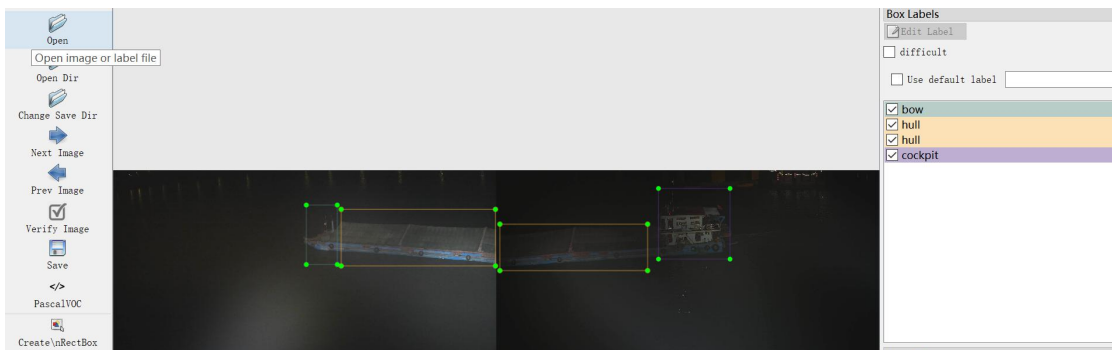 Open
Open image or label file
Open Dir
Change Save Dir
Next Image
Prev Image
Verify Image
Save
</>
PascalVOC
Create\nRectBox
Box Labels
Edit Label
difficult
Use default label
bow
hull
hull
cockpit